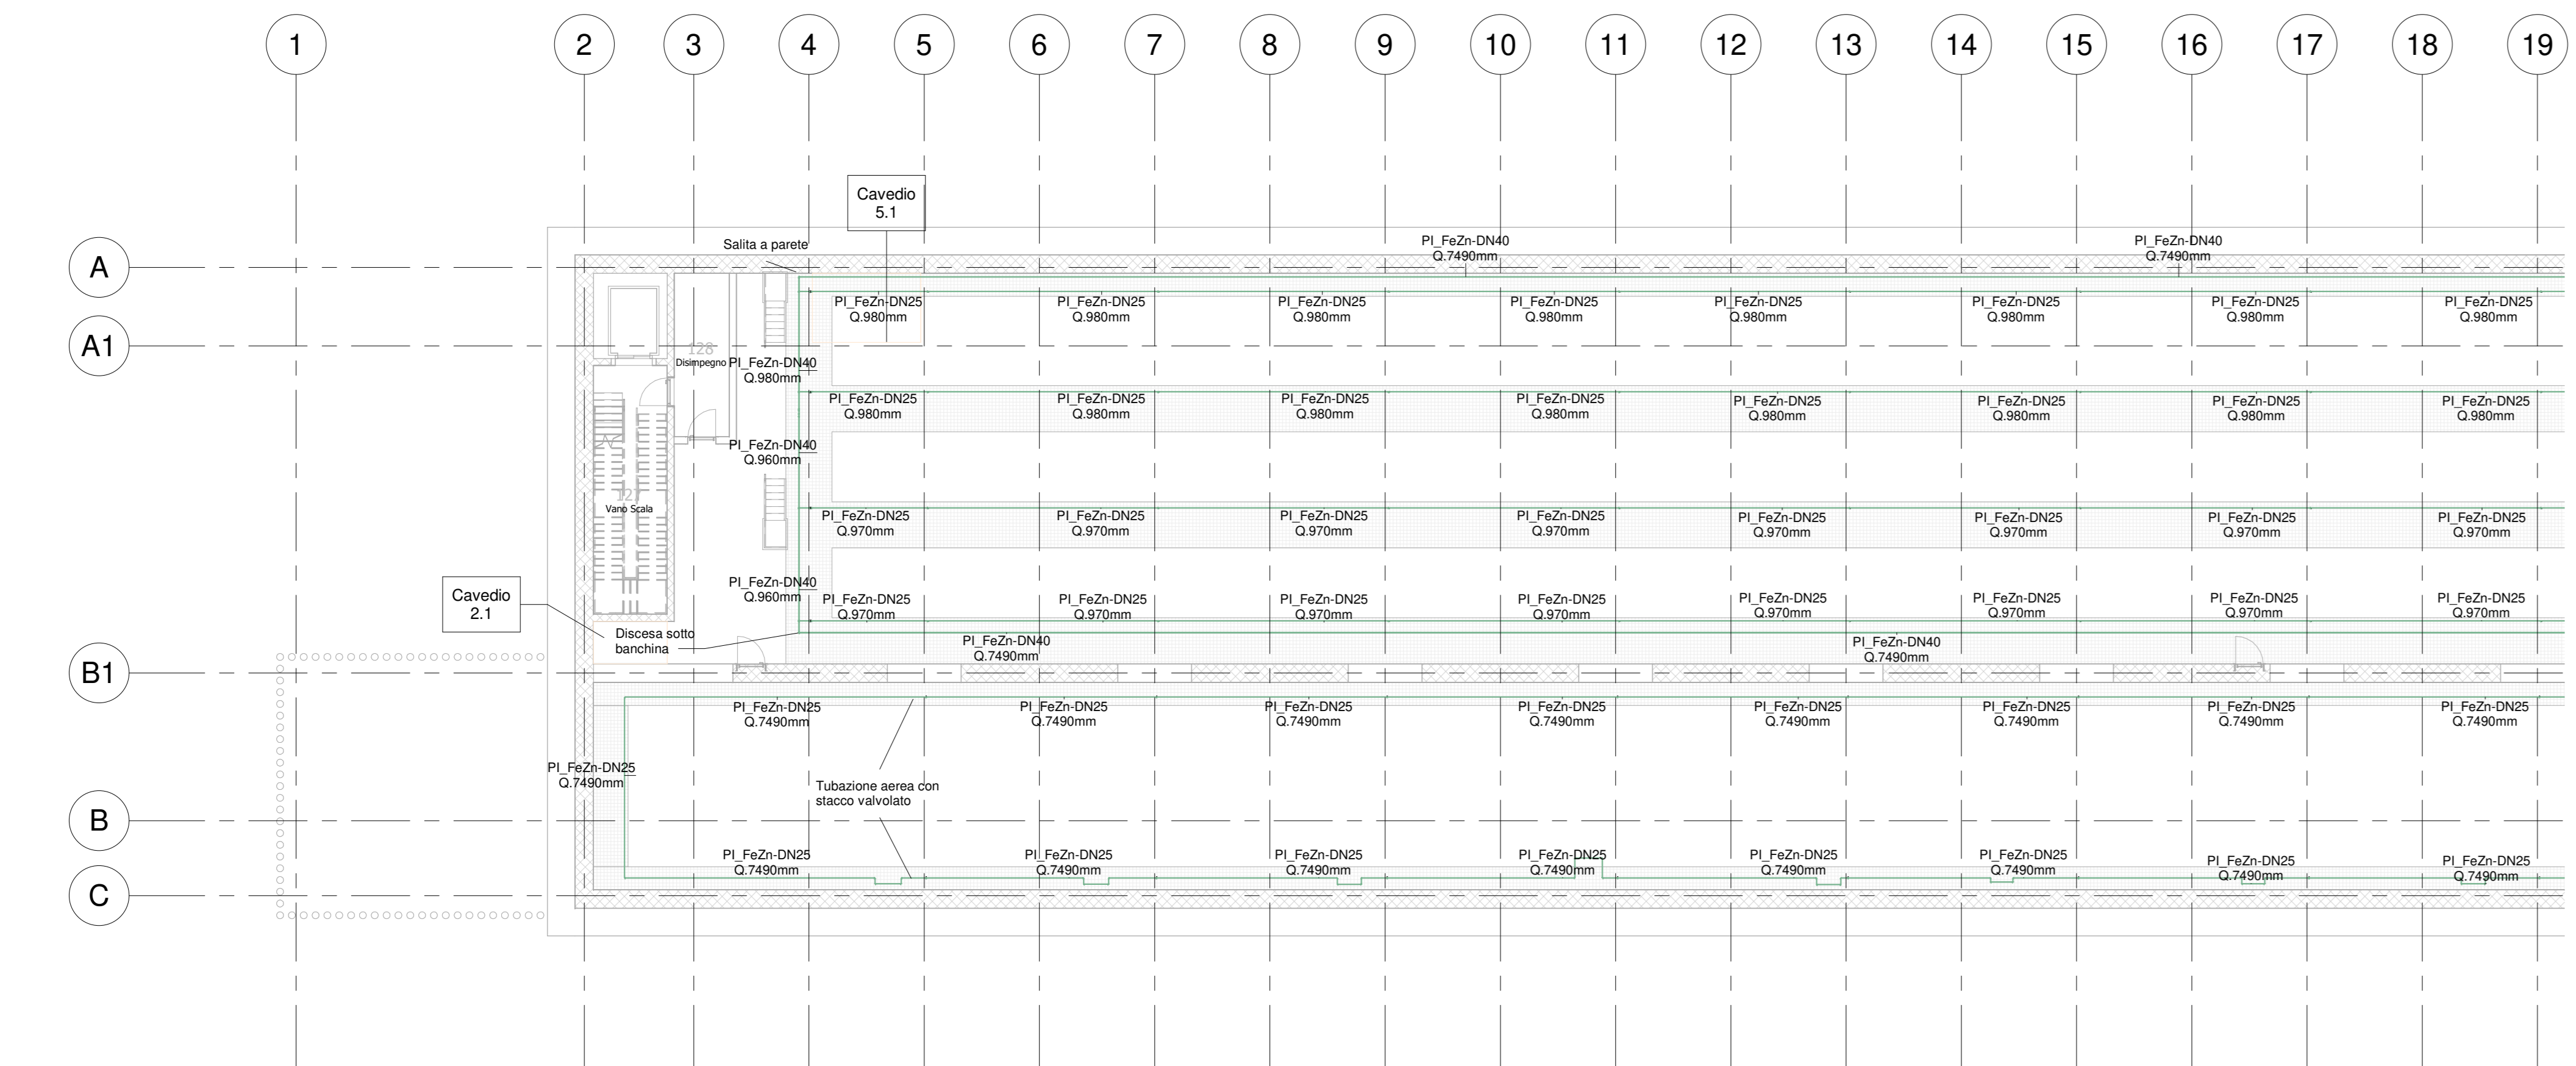 1
2
3
4
5
6
7
8
9
10
11
12
13
14
15
16
17
18
19
Cavedio
5.1
Salita a parete
PI_FeZn-DN40
Q.7490mm
PI_FeZn-DN40
Q.7490mm
A
PI_FeZn-DN25
Q.980mm
PI_FeZn-DN25
Q.980mm
PI_FeZn-DN25
Q.980mm
PI_FeZn-DN25
Q.980mm
PI_FeZn-DN25
Q.980mm
PI_FeZn-DN25
Q.980mm
PI_FeZn-DN25
Q.980mm
PI_FeZn-DN25
Q.980mm
A1
128
Disimpegno
PI_FeZn-DN40
Q.980mm
PI_FeZn-DN25
Q.980mm
PI_FeZn-DN25
Q.980mm
PI_FeZn-DN25
Q.980mm
PI_FeZn-DN25
Q.980mm
PI_FeZn-DN25
Q.980mm
PI_FeZn-DN25
Q.980mm
PI_FeZn-DN25
Q.980mm
PI_FeZn-DN25
Q.980mm
PI_FeZn-DN40
Q.960mm
Vano Scala
PI_FeZn-DN25
Q.970mm
PI_FeZn-DN25
Q.970mm
PI_FeZn-DN25
Q.970mm
PI_FeZn-DN25
Q.970mm
PI_FeZn-DN25
Q.970mm
PI_FeZn-DN25
Q.970mm
PI_FeZn-DN25
Q.970mm
PI_FeZn-DN25
Q.970mm
Cavedio
2.1
PI_FeZn-DN40
Q.960mm
PI_FeZn-DN25
Q.970mm
PI_FeZn-DN25
Q.970mm
PI_FeZn-DN25
Q.970mm
PI_FeZn-DN25
Q.970mm
PI_FeZn-DN25
Q.970mm
PI_FeZn-DN25
Q.970mm
PI_FeZn-DN25
Q.970mm
PI_FeZn-DN25
Q.970mm
Discesa sotto
banchina
PI_FeZn-DN40
Q.7490mm
PI_FeZn-DN40
Q.7490mm
B1
PI_FeZn-DN25
Q.7490mm
PI_FeZn-DN25
Q.7490mm
PI_FeZn-DN25
Q.7490mm
PI_FeZn-DN25
Q.7490mm
PI_FeZn-DN25
Q.7490mm
PI_FeZn-DN25
Q.7490mm
PI_FeZn-DN25
Q.7490mm
PI_FeZn-DN25
Q.7490mm
PI_FeZn-DN25
Q.7490mm
Tubazione aerea con
stacco valvolato
B
PI_FeZn-DN25
Q.7490mm
PI_FeZn-DN25
Q.7490mm
PI_FeZn-DN25
Q.7490mm
PI_FeZn-DN25
Q.7490mm
PI_FeZn-DN25
Q.7490mm
PI_FeZn-DN25
Q.7490mm
PI_FeZn-DN25
Q.7490mm
PI_FeZn-DN25
Q.7490mm
C